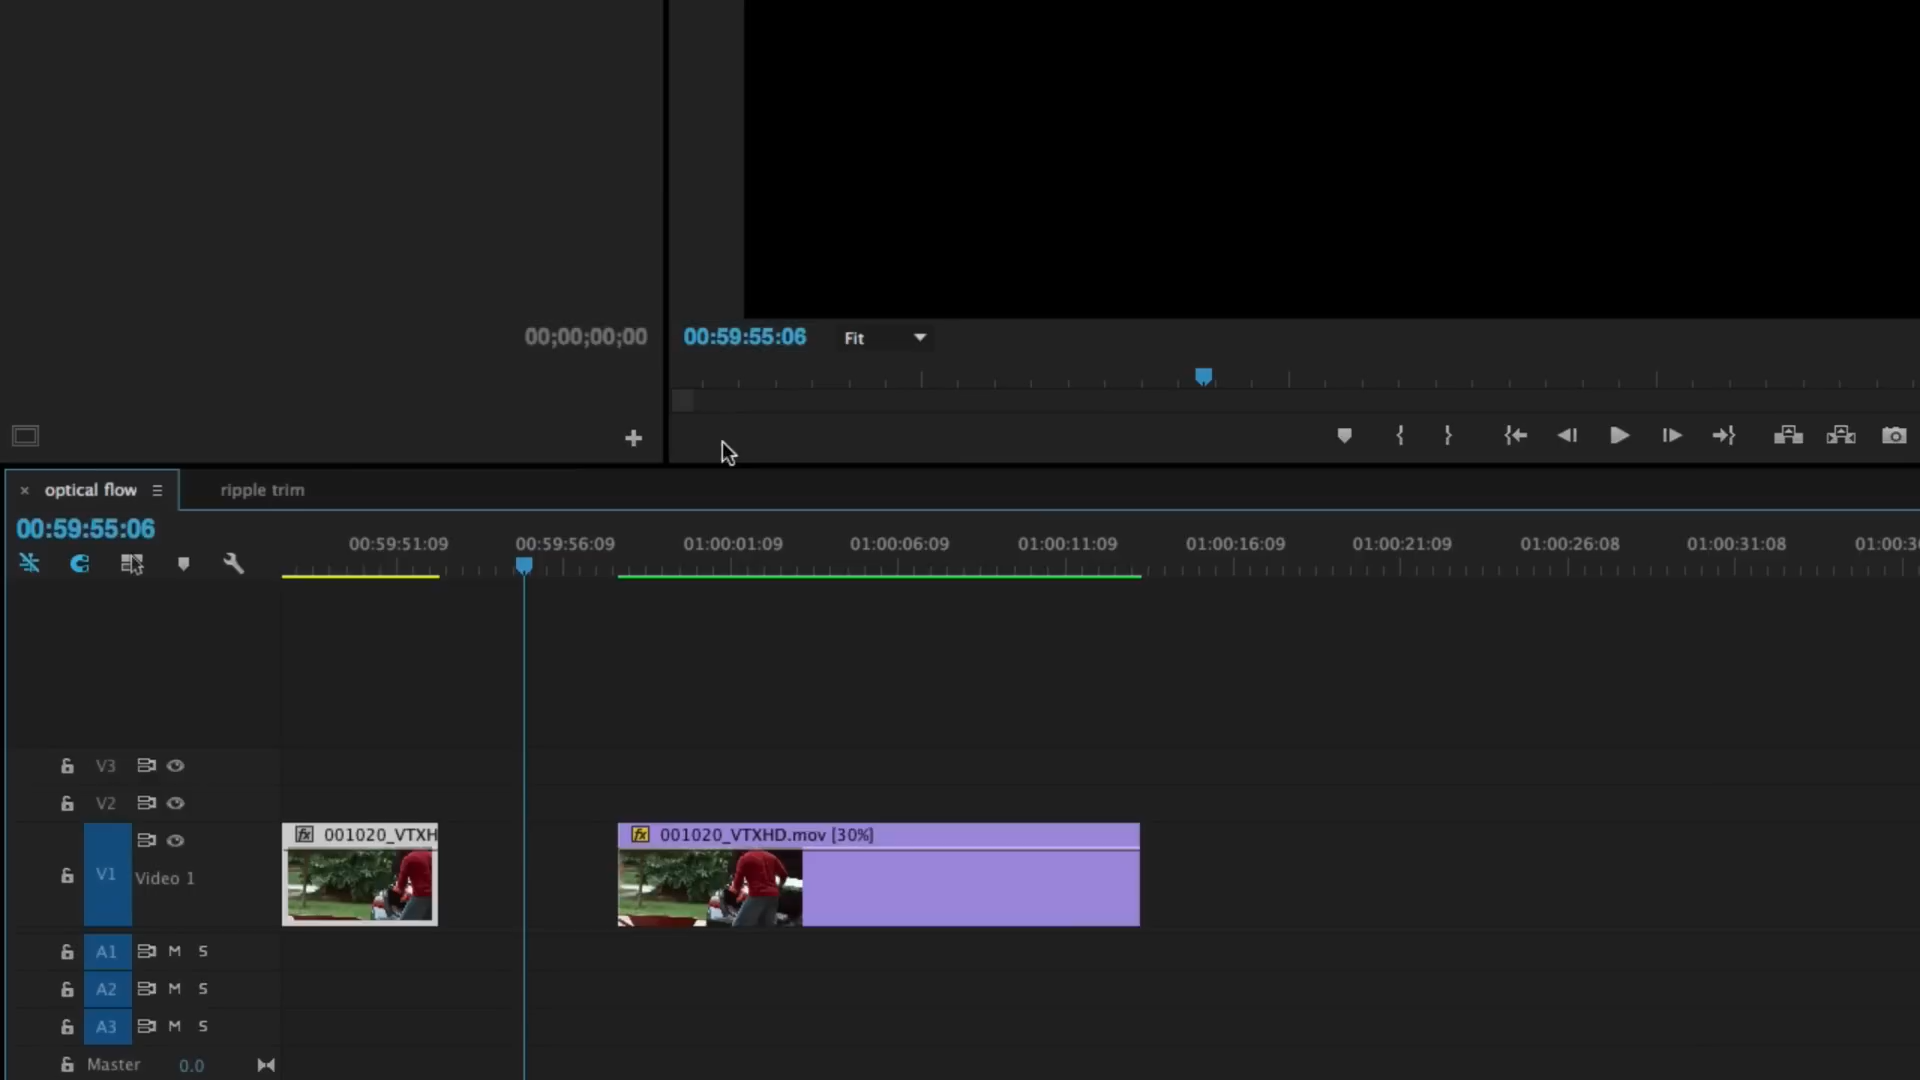 00;00;00;00
00:59:55:06 Fit
optical flow ripple trim
00:59:55:06
00:59:51:09 00:59:56:09 01:00:01:09 01:00:06:09 01:00:11:09 01:00:16:09 01:00:21:09 01:00:26:08 01:00:31:08 01:00:3
V3
V2
fx 001020_VTXH fx 001020_VTXHD.mov [30%]
V1 Video 1
A1 M S
A2 M S
A3 M S
Master 0.0